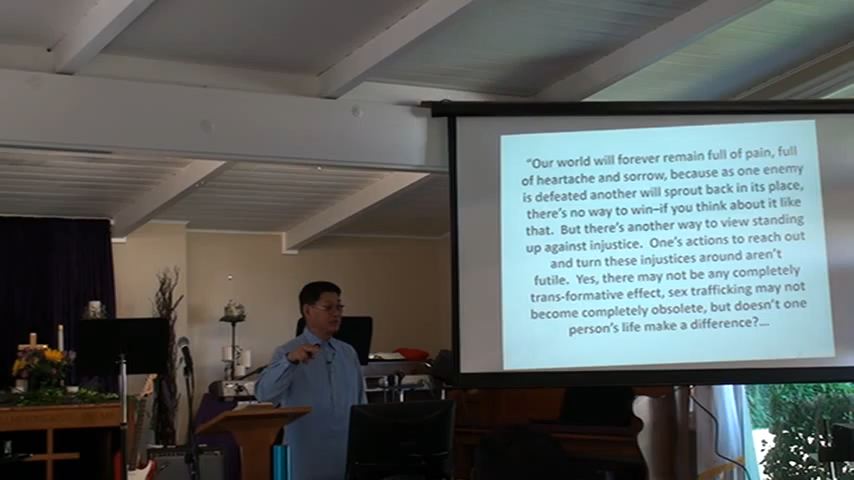 “Our world will forever remain full of pain, full
of heartache and sorrow, because as one enemy
is defeated another will sprout back in its place,
there’s no way to win–if you think about it like
that. But there’s another way to view standing
up against injustice. One’s actions to reach out
and turn these injustices around aren’t
futile. Yes, there may not be any completely
trans-formative effect, sex trafficking may not
become completely obsolete, but doesn’t one
person’s life make a difference?...